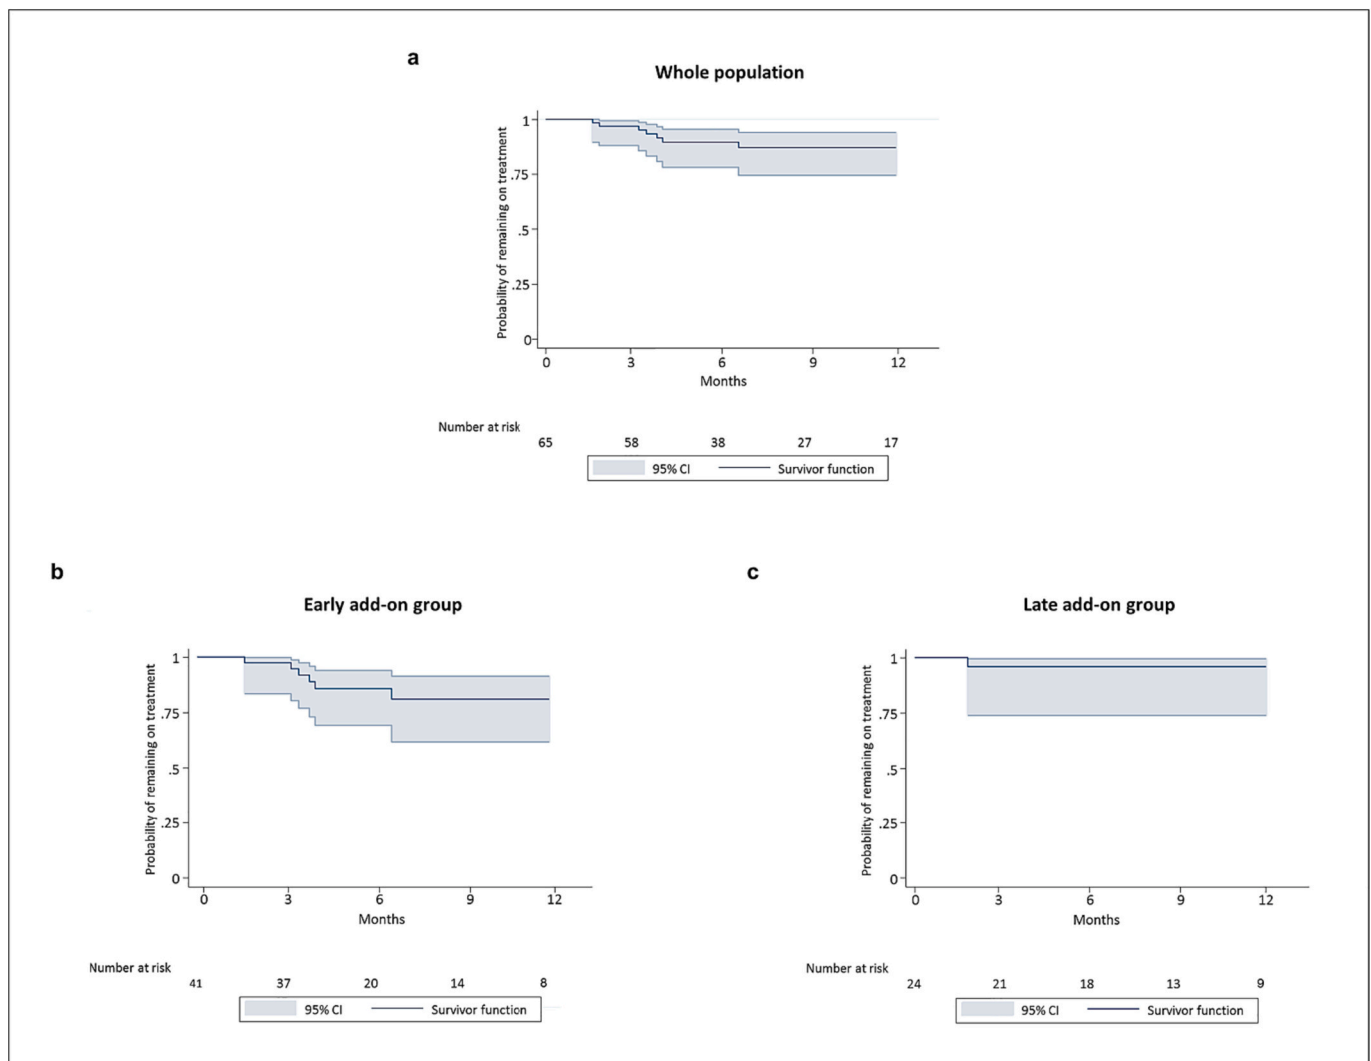 a
Whole population
Probability of remaining on treatment
1
.75
.5
.25
0
0 3 6 9 12
Months
Number at risk
65 58 38 27 17
95% CI Survivor function
b
Early add-on group
Probability of remaining on treatment
1
.75
.5
.25
0
0 3 6 9 12
Months
Number at risk
41 37 20 14 8
95% CI Survivor function
c
Late add-on group
Probability of remaining on treatment
1
.75
.5
.25
0
0 3 6 9 12
Months
Number at risk
24 21 18 13 9
95% CI Survivor function